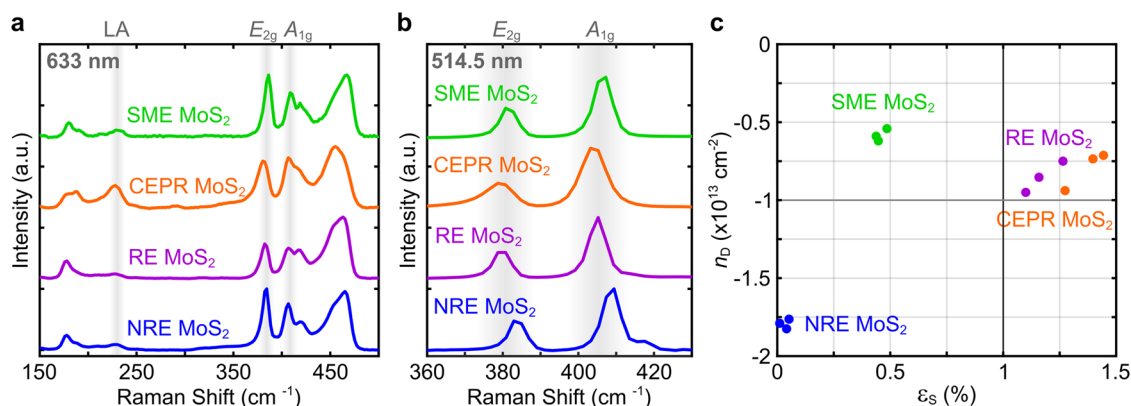 a
LA
E2g
A1g
633 nm
SME MoS2
CEPR MoS2
RE MoS2
NRE MoS2
Intensity (a.u.)
150
250
350
450
Raman Shift (cm -1)
b
E2g
A1g
514.5 nm
SME MoS2
CEPR MoS2
RE MoS2
NRE MoS2
Intensity (a.u.)
360
380
400
420
Raman Shift (cm -1)
c
0
-0.5
-1
-1.5
-2
nD (x10^13 cm-2)
SME MoS2
RE MoS2
CEPR MoS2
NRE MoS2
0
0.5
1
1.5
εS (%)